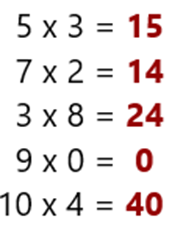 5 x 3 = 15
7 x 2 = 14
3 x 8 = 24
9 x 0 = 0
10 x 4 = 40